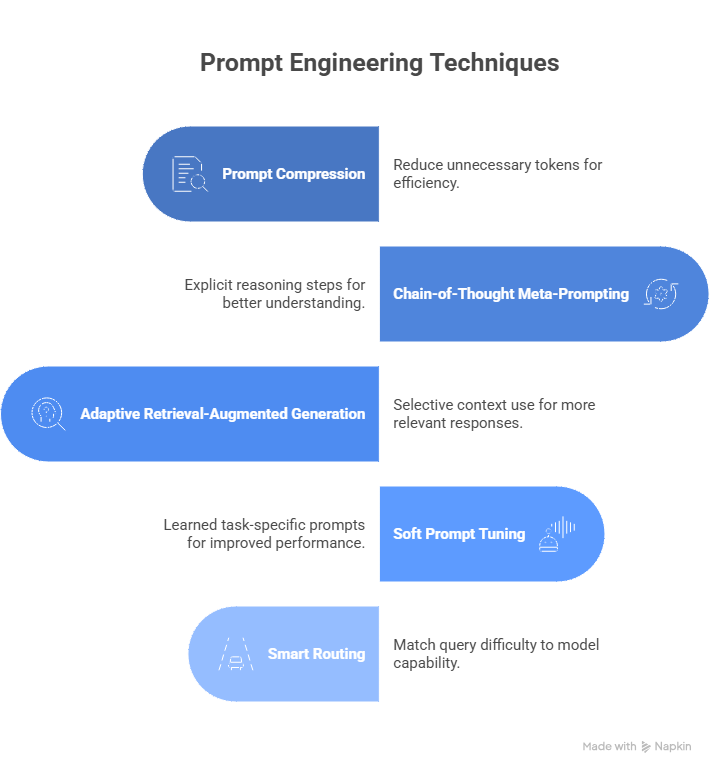 Prompt Engineering Techniques
Prompt Compression
Reduce unnecessary tokens for
efficiency.
Explicit reasoning steps for
better understanding.
Chain-of-Thought Meta-Prompting
Adaptive Retrieval-Augmented Generation
Selective context use for more
relevant responses.
Learned task-specific prompts
for improved performance.
Soft Prompt Tuning
Smart Routing
Match query difficulty to model
capability.
Made with Napkin